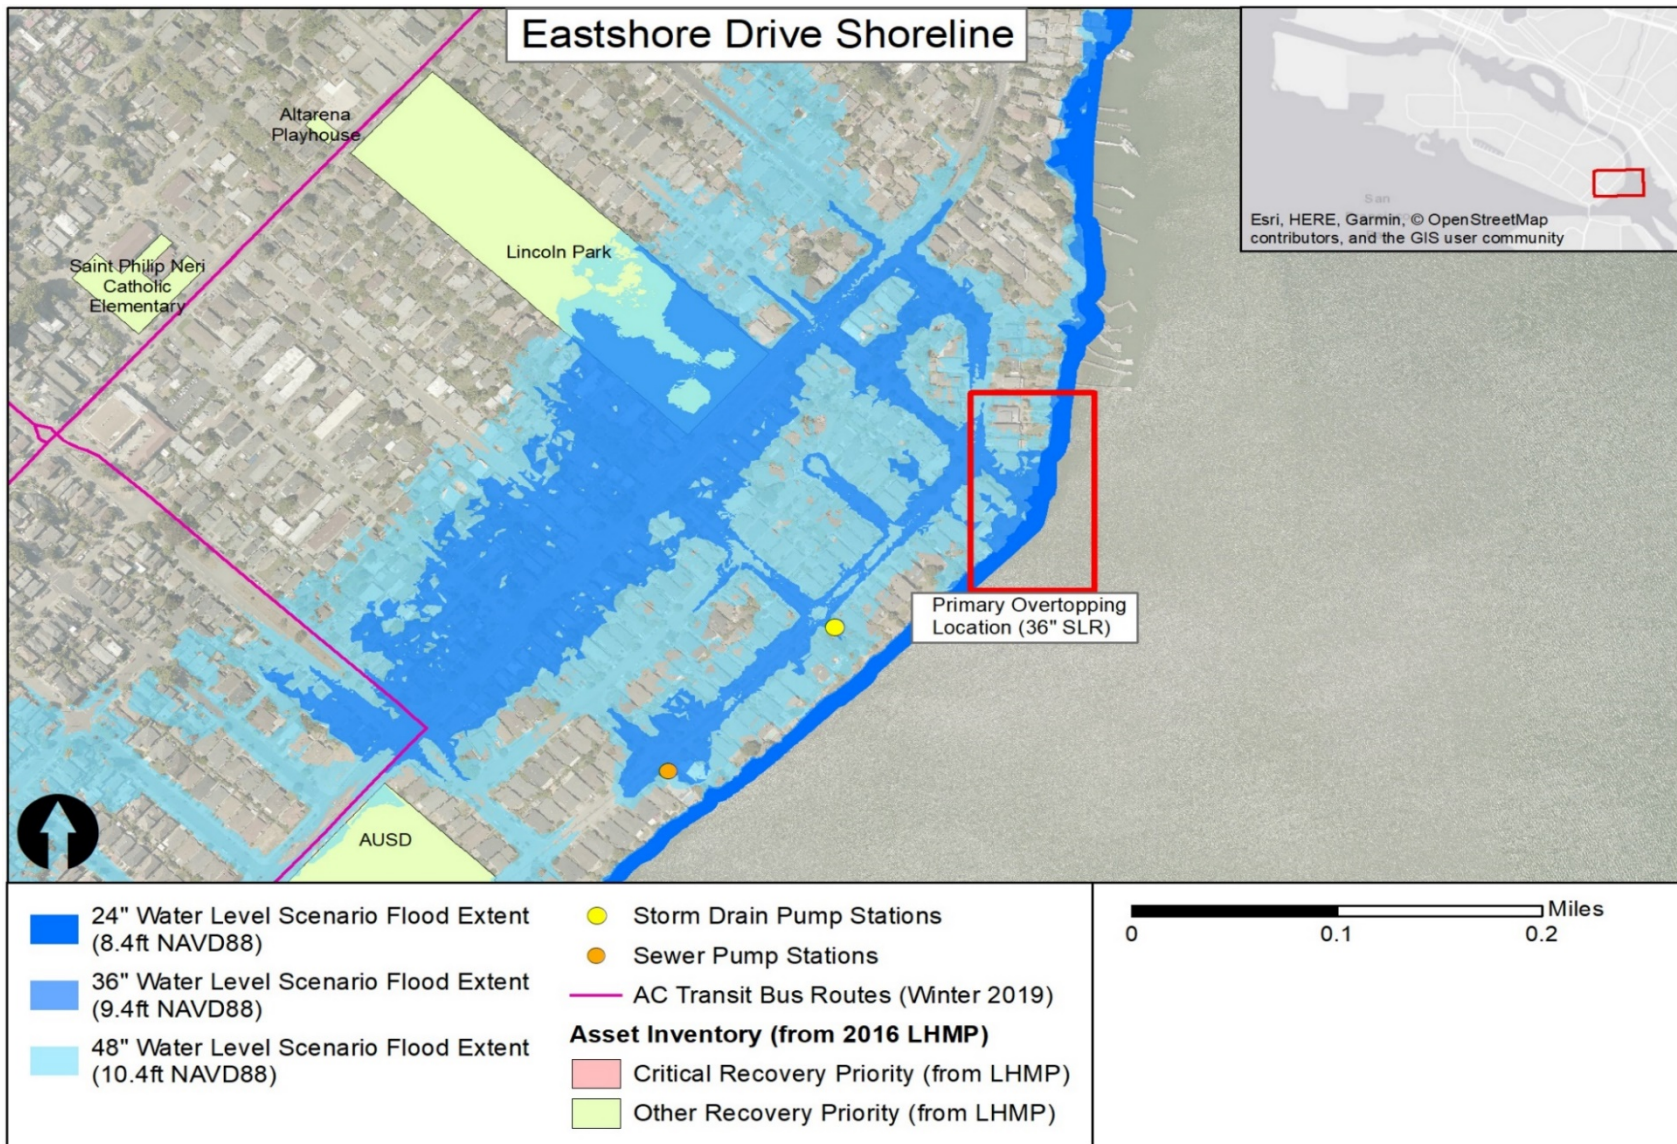 Eastshore Drive Shoreline
Altarena
Playhouse
Lincoln Park
Saint Philip Neri
Catholic
Elementary
San
Esri, HERE, Garmin, © OpenStreetMap
contributors, and the GIS user community
Primary Overtopping
Location (36" SLR)
AUSD
24" Water Level Scenario Flood Extent
(8.4ft NAVD88)
36" Water Level Scenario Flood Extent
(9.4ft NAVD88)
48" Water Level Scenario Flood Extent
(10.4ft NAVD88)
Storm Drain Pump Stations
Sewer Pump Stations
AC Transit Bus Routes (Winter 2019)
Asset Inventory (from 2016 LHMP)
Critical Recovery Priority (from LHMP)
Other Recovery Priority (from LHMP)
Miles
0 0.1 0.2